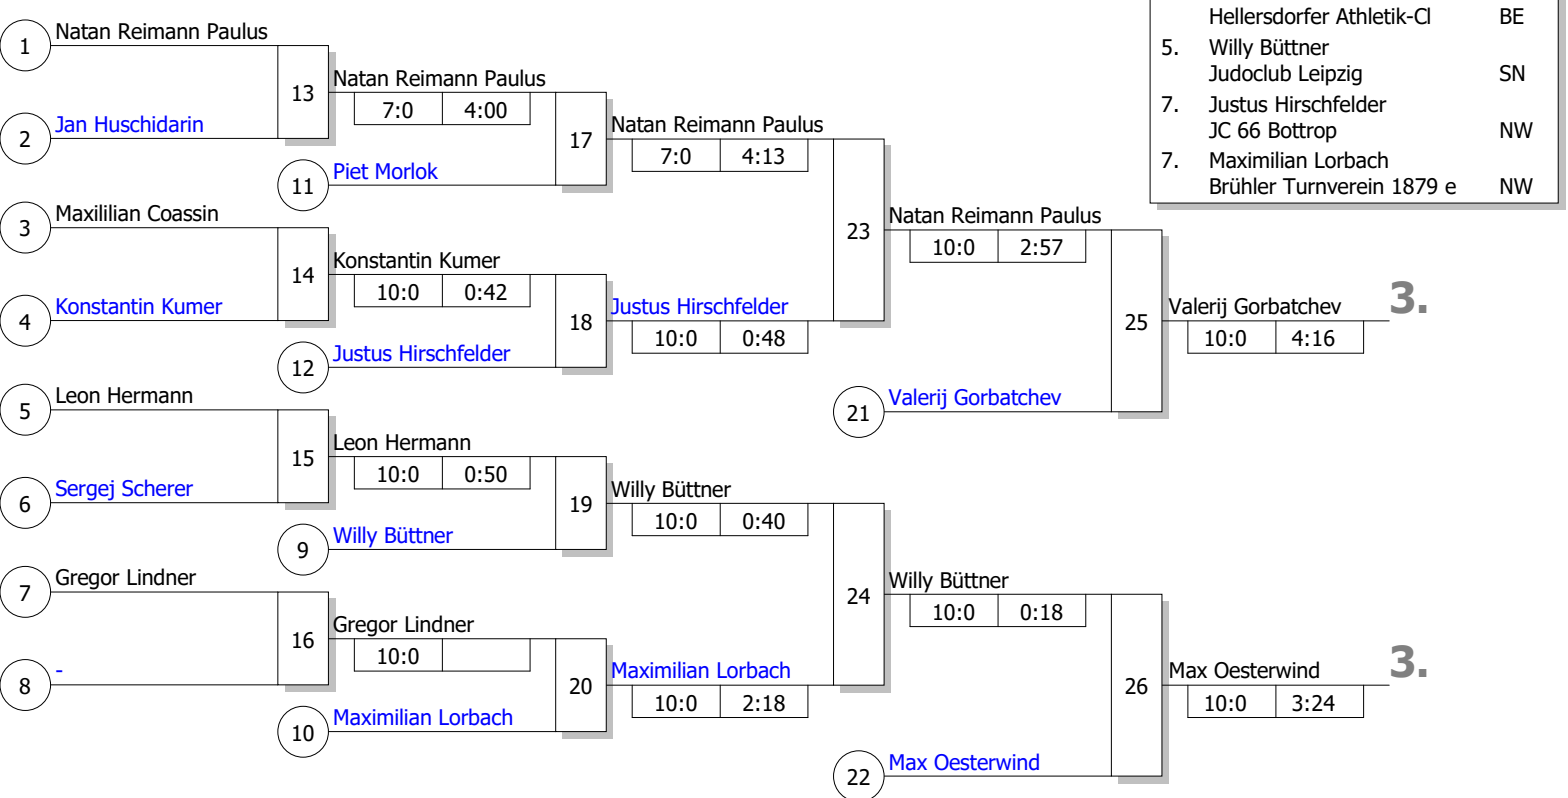 Hellersdorfer Athletik-Cl BE
5. Willy Büttner
Judoclub Leipzig SN
7. Justus Hirschfelder
JC 66 Bottrop NW
7. Maximilian Lorbach
Brühler Turnverein 1879 e NW
1 Natan Reimann Paulus
13 Natan Reimann Paulus
7:0 4:00
2 Jan Huschidarin
17 Natan Reimann Paulus
7:0 4:13
11 Piet Morlok
3 Maxililian Coassin
23 Natan Reimann Paulus
10:0 2:57
14 Konstantin Kumer
10:0 0:42
4 Konstantin Kumer
18 Justus Hirschfelder
10:0 0:48
25 Valerij Gorbatchev 3.
10:0 4:16
12 Justus Hirschfelder
5 Leon Hermann
21 Valerij Gorbatchev
15 Leon Hermann
10:0 0:50
6 Sergej Scherer
19 Willy Büttner
10:0 0:40
9 Willy Büttner
7 Gregor Lindner
24 Willy Büttner
10:0 0:18
16 Gregor Lindner
10:0
8 -
20 Maximilian Lorbach
10:0 2:18
26 Max Oesterwind 3.
10:0 3:24
10 Maximilian Lorbach
22 Max Oesterwind